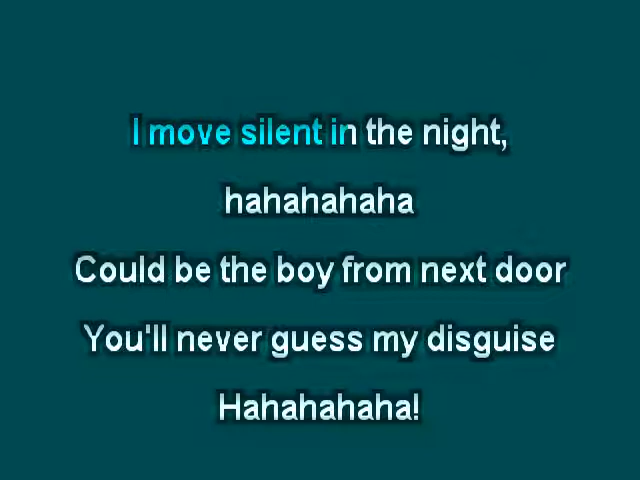 I move silent in the night,
hahahahaha
Could be the boy from next door
You'll never guess my disguise
Hahahahaha!